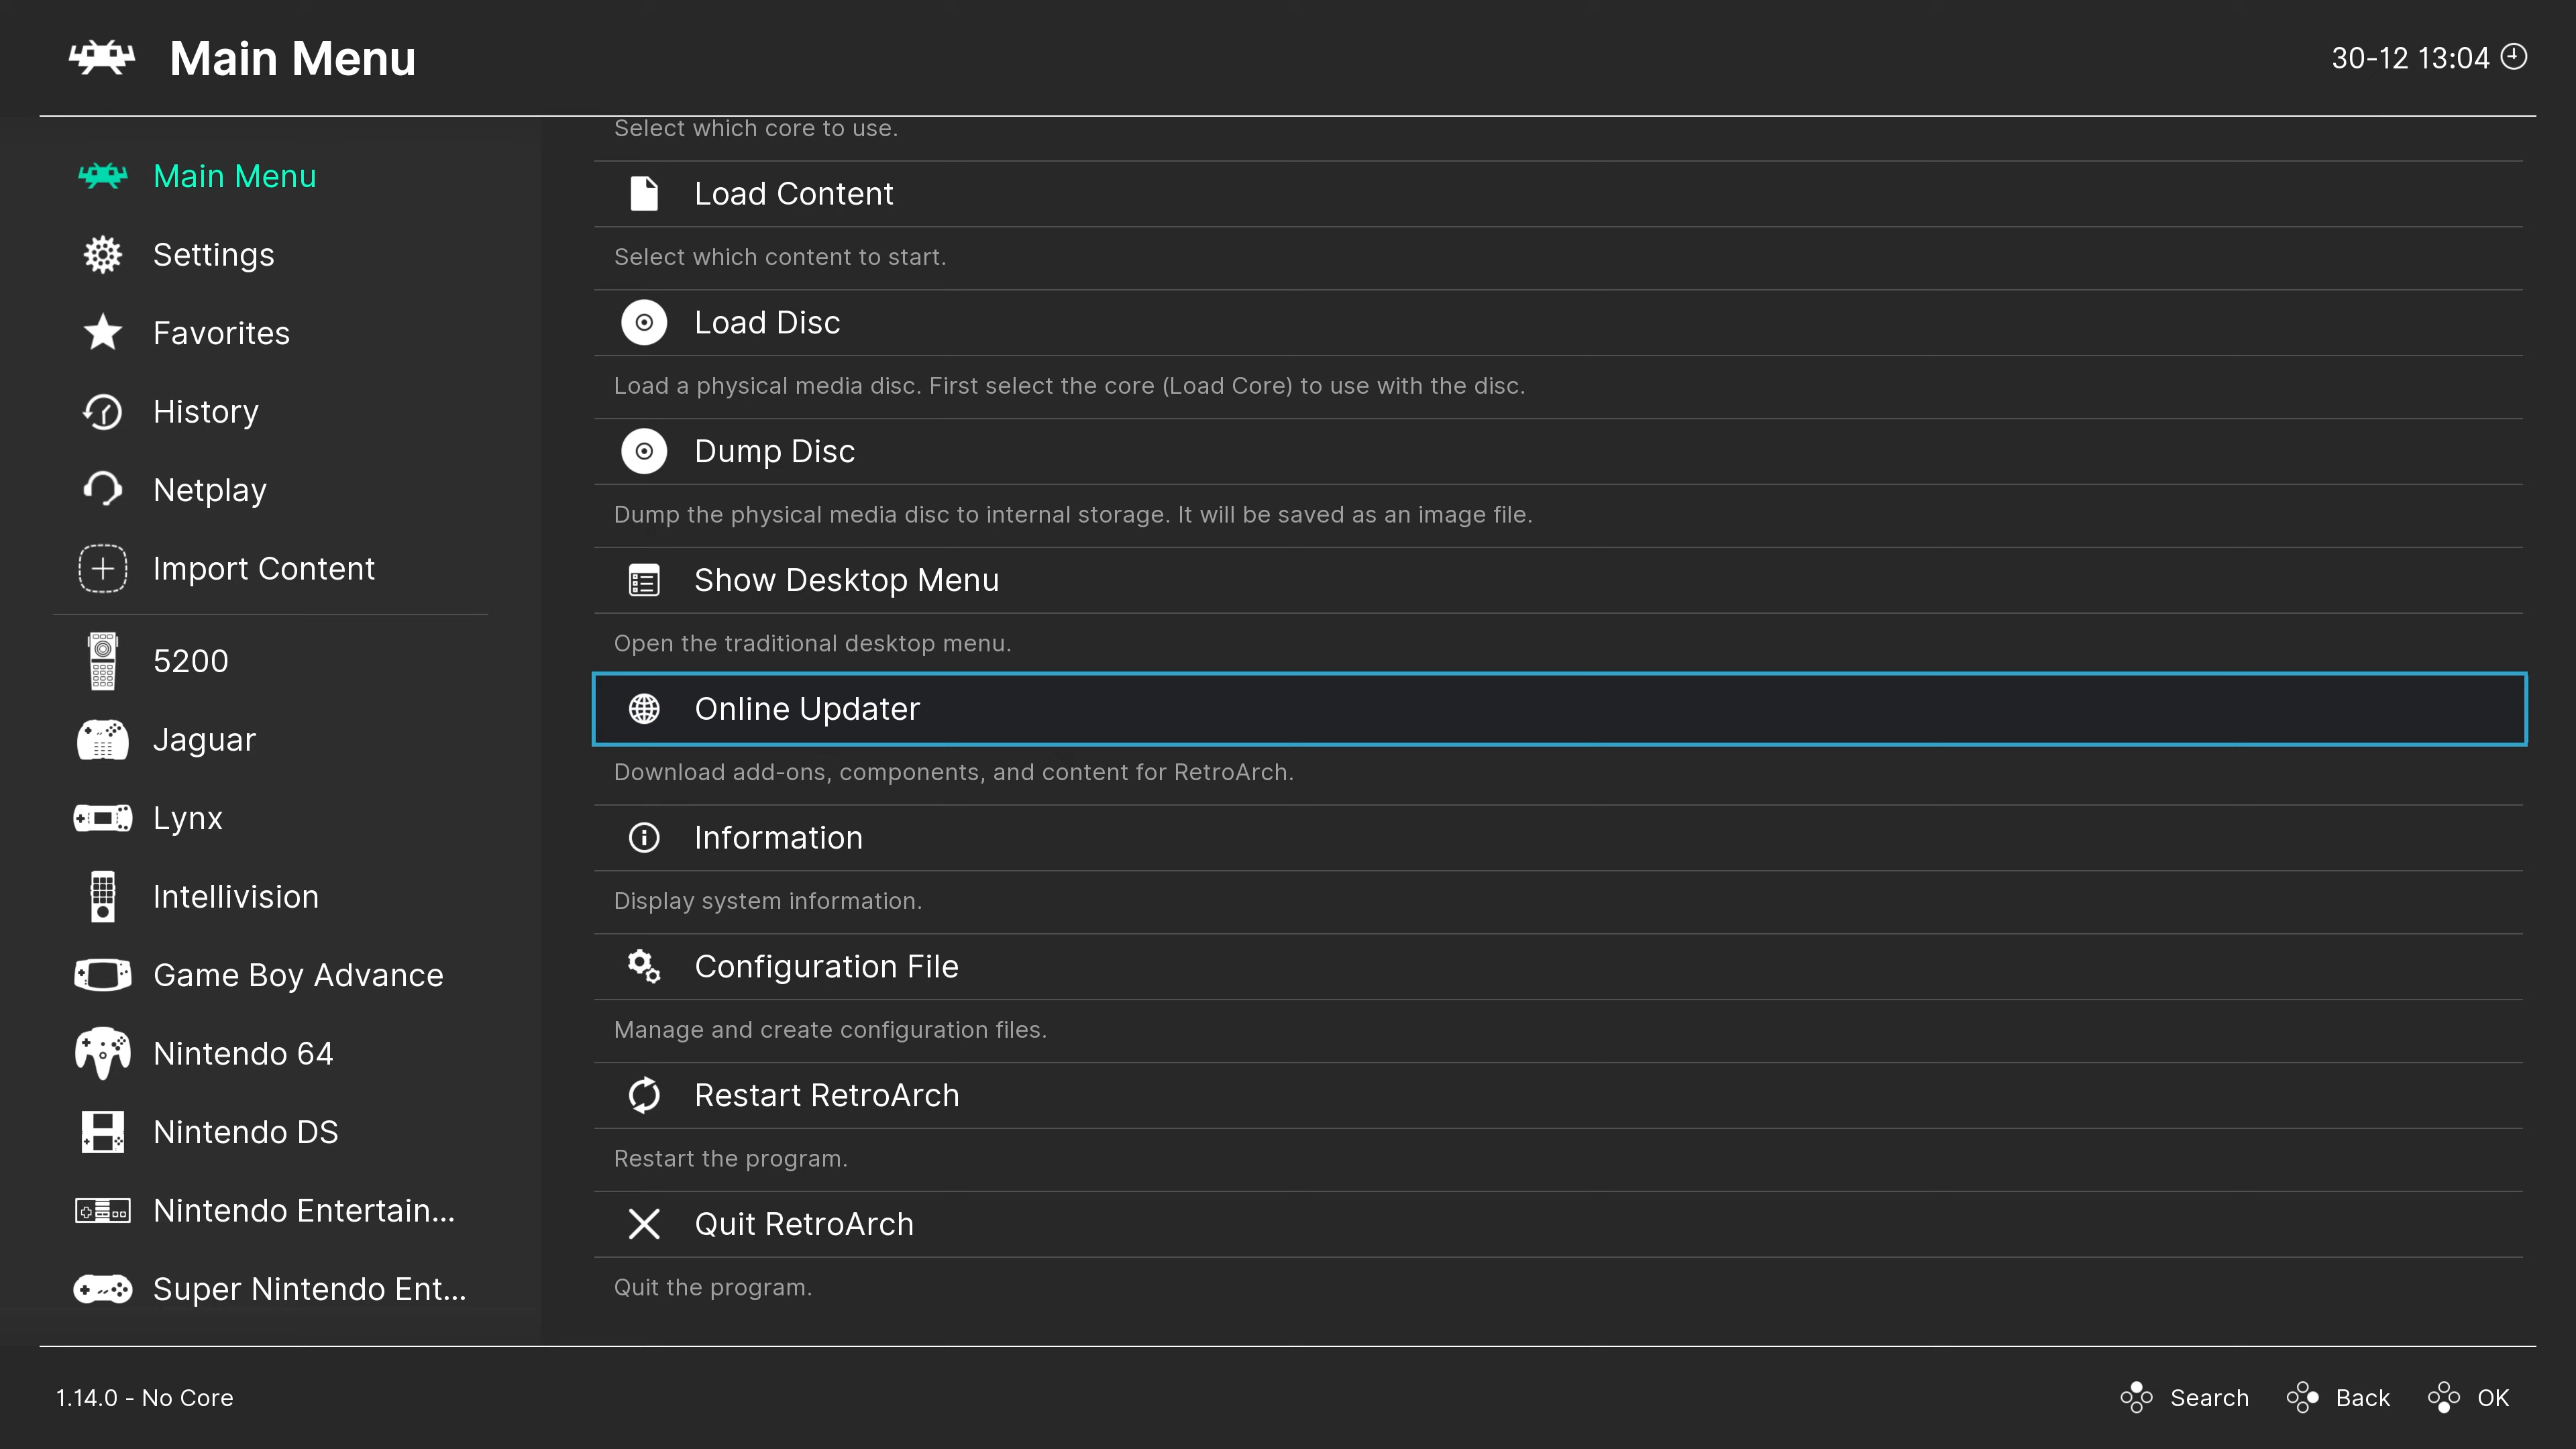 Main Menu
30-12 13:04
Main Menu
Settings
Favorites
History
Netplay
Import Content
5200
Jaguar
Lynx
Intellivision
Game Boy Advance
Nintendo 64
Nintendo DS
Nintendo Entertain...
Super Nintendo Ent...
Select which core to use.
Load Content
Select which content to start.
Load Disc
Load a physical media disc. First select the core (Load Core) to use with the disc.
Dump Disc
Dump the physical media disc to internal storage. It will be saved as an image file.
Show Desktop Menu
Open the traditional desktop menu.
Online Updater
Download add-ons, components, and content for RetroArch.
Information
Display system information.
Configuration File
Manage and create configuration files.
Restart RetroArch
Restart the program.
Quit RetroArch
Quit the program.
1.14.0 - No Core
Search Back OK